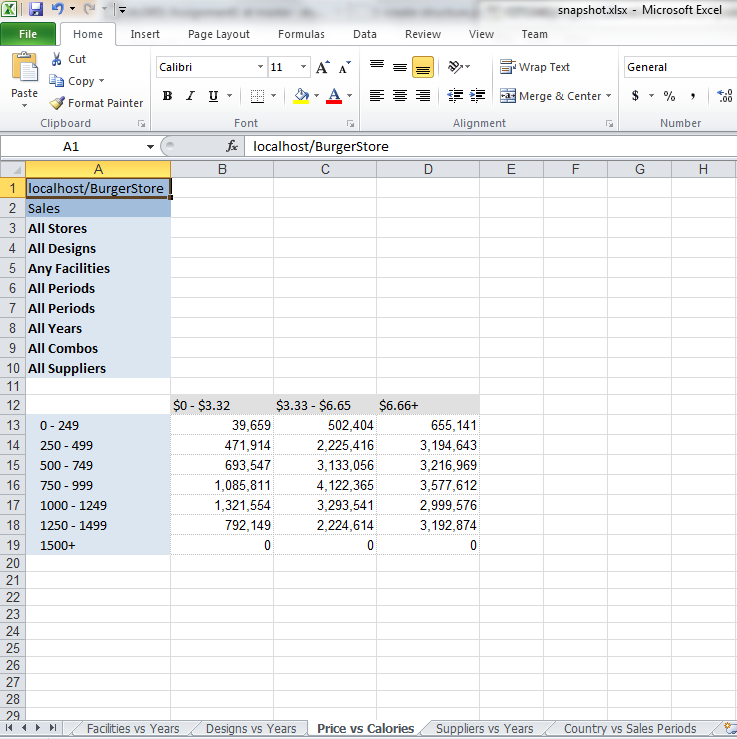 snapshot.xlsx - Microsoft Excel
File Home Insert Page Layout Formulas Data Review View Team
Cut
Copy
Format Painter
Paste
Clipboard
Calibri 11 A A
B I U A
Font
Wrap Text
Merge & Center
Alignment
General
$ % , .00
Number
A1 fx localhost/BurgerStore
A B C D E F G H
1 localhost/BurgerStore
2 Sales
3 All Stores
4 All Designs
5 Any Facilities
6 All Periods
7 All Periods
8 All Years
9 All Combos
10 All Suppliers
11
12 $0 - $3.32 $3.33 - $6.65 $6.66+
13 0 - 249 39,659 502,404 655,141
14 250 - 499 471,914 2,225,416 3,194,643
15 500 - 749 693,547 3,133,056 3,216,969
16 750 - 999 1,085,811 4,122,365 3,577,612
17 1000 - 1249 1,321,554 3,293,541 2,999,576
18 1250 - 1499 792,149 2,224,614 3,192,874
19 1500+ 0 0 0
20
21
22
23
24
25
26
27
28
29
Facilities vs Years Designs vs Years Price vs Calories Suppliers vs Years Country vs Sales Periods